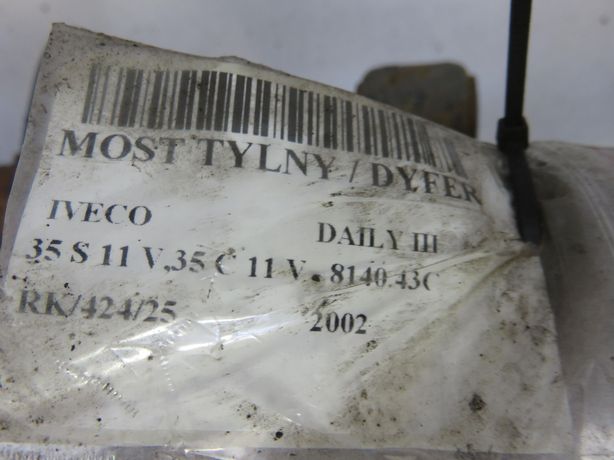 MOST TYLNY / DYFER
IVECO DAILY III
35 S 11 V,35 C 11 V - 8140.43C
RK/424/25 2002